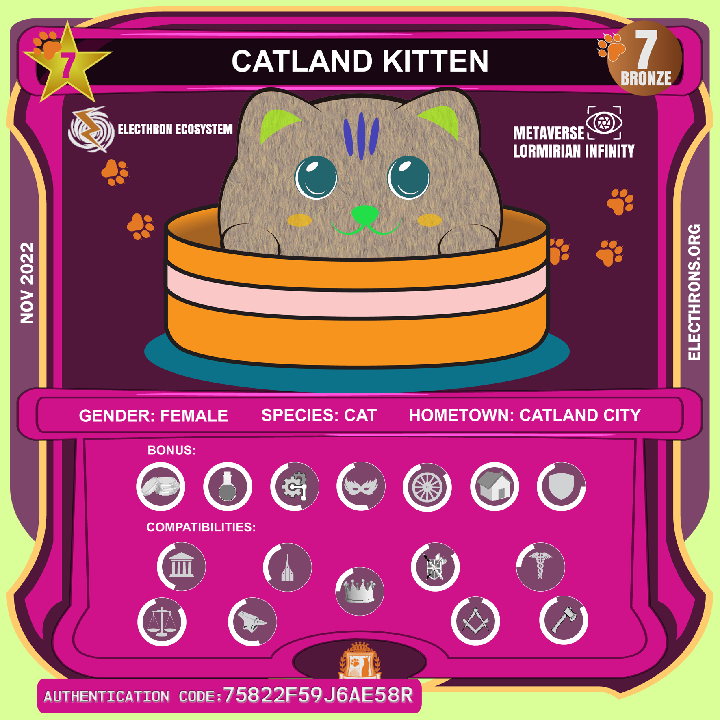 7
CATLAND KITTEN
7
BRONZE
ELECTHRON ECOSYSTEM
METAVERSE
LORMIRIAN INFINITY
NOV 2022
ELECTHRONS.ORG
GENDER: FEMALE SPECIES: CAT HOMETOWN: CATLAND CITY
BONUS:
COMPATIBILITIES:
AUTHENTICATION CODE:75822F59J6AE58R